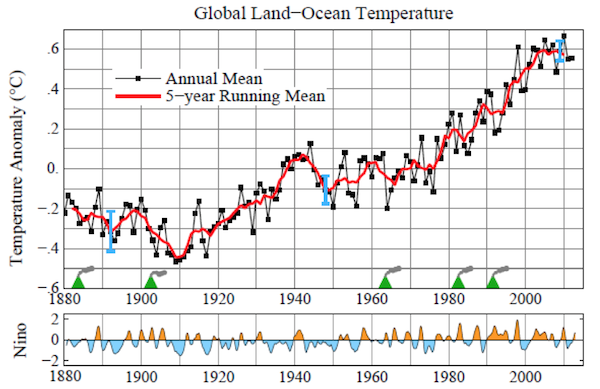 Global Land−Ocean Temperature
Temperature Anomaly (°C)
.6
.4
.2
0.
−.2
−.4
−.6
Annual Mean
5−year Running Mean
1880 1900 1920 1940 1960 1980 2000
Nino
2
0
−2
1880 1900 1920 1940 1960 1980 2000